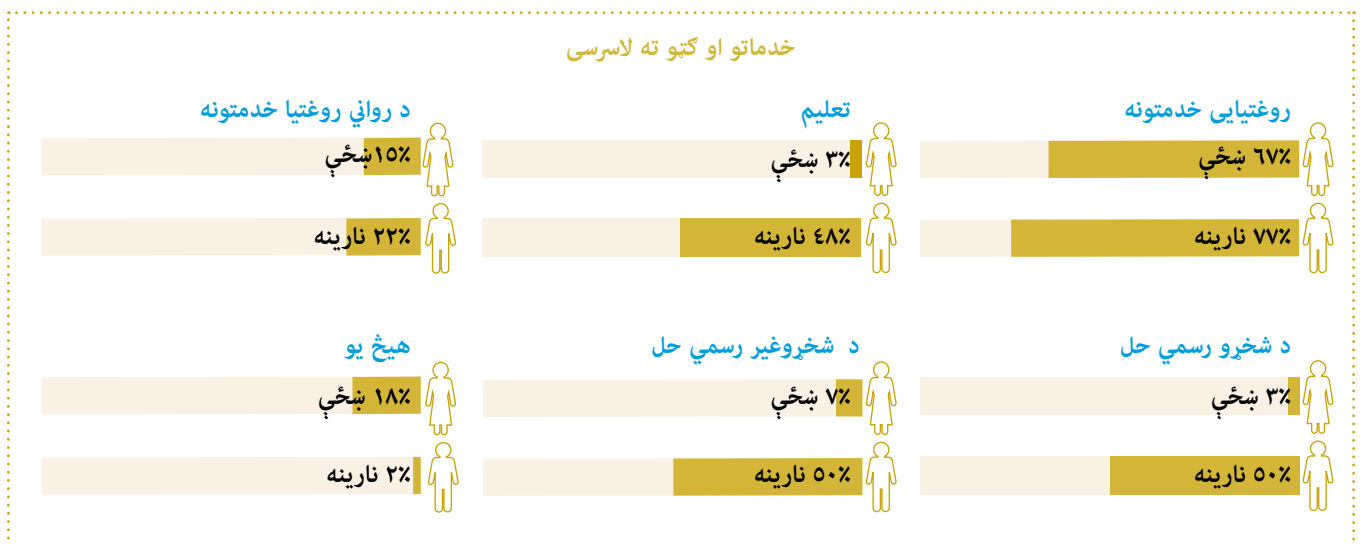 خدماتو او ګټو ته لاسرسی
روغتیایی خدمتونه
٦٧٪ ښځې
٧٧٪ نارینه
تعلیم
٣٪ ښځې
٤٨٪ نارینه
د رواني روغتیا خدمتونه
١٥٪ښځې
٢٢٪ نارینه
د شخړو رسمي حل
٣٪ ښځې
٥٠٪ نارینه
د شخړوغیر رسمي حل
٧٪ ښځې
٥٠٪ نارینه
هیڅ یو
١٨٪ ښځې
٢٪ نارینه